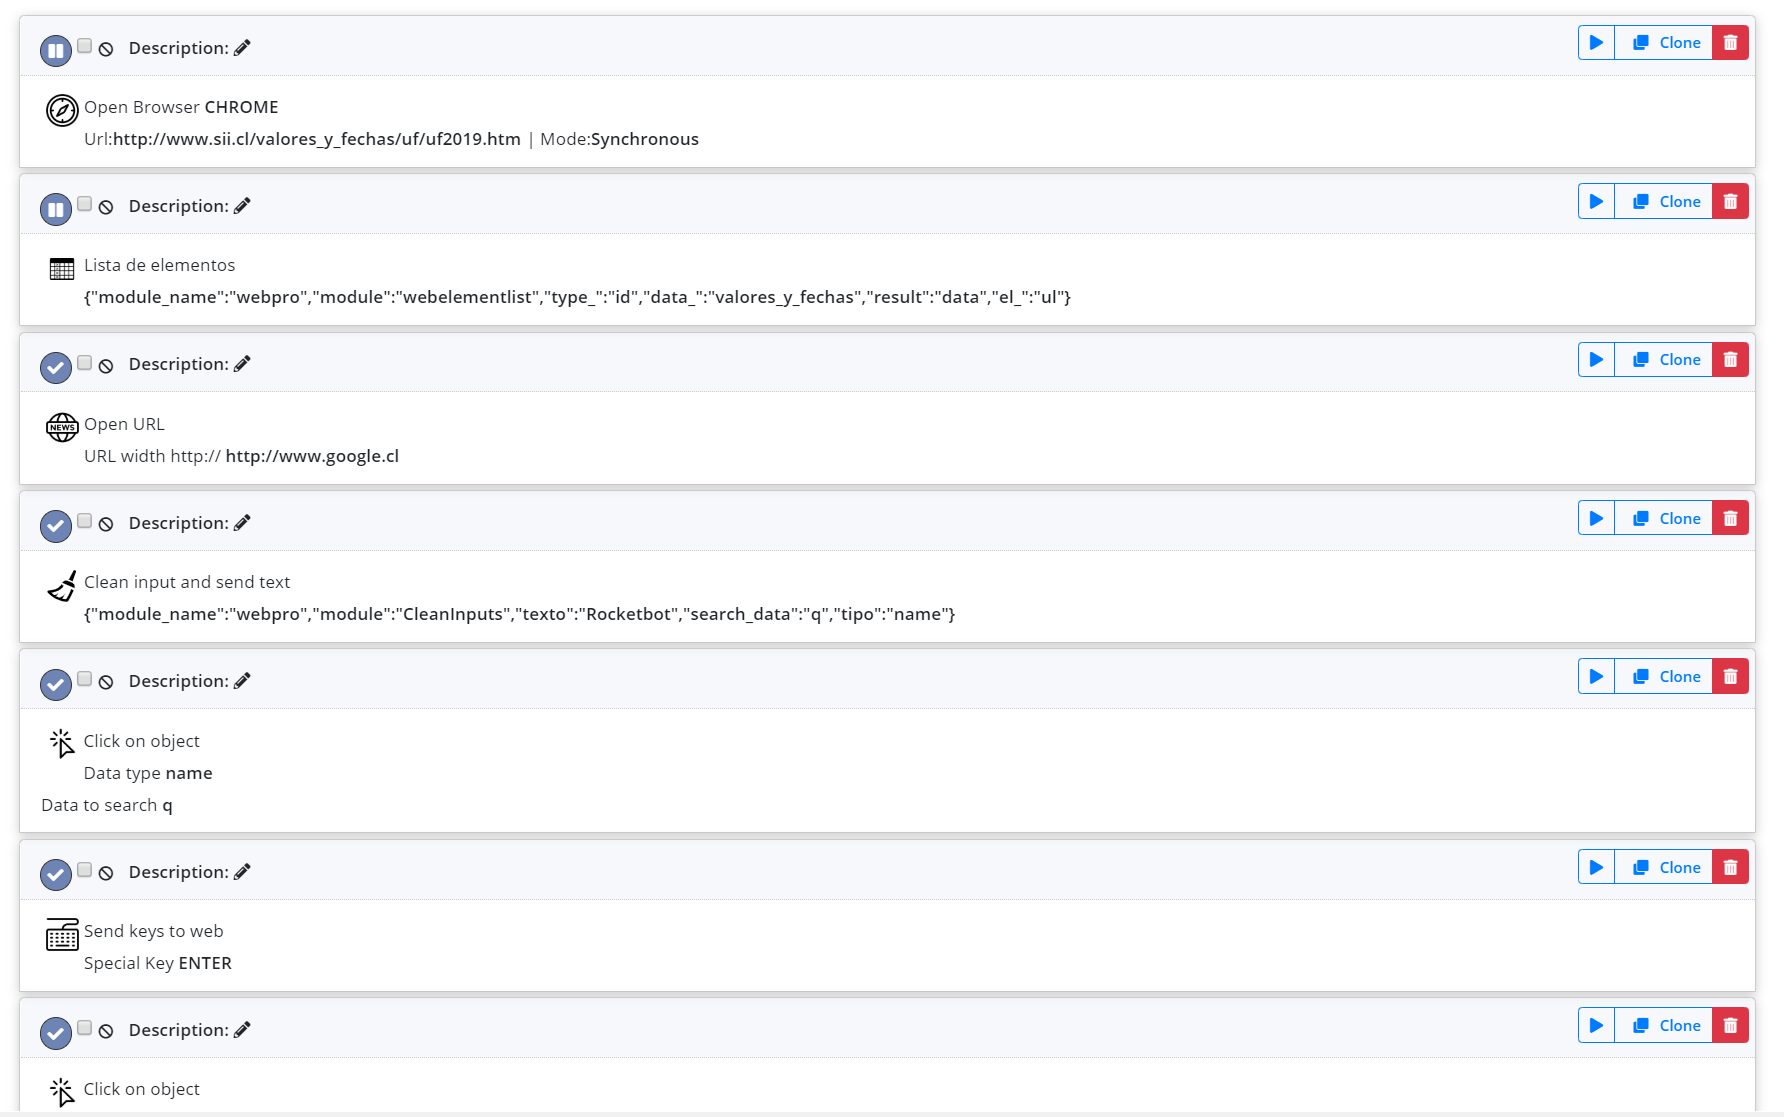 Description:
Clone
Open Browser CHROME
Url:http://www.sii.cl/valores_y_fechas/uf/uf2019.htm | Mode:Synchronous
Description:
Clone
Lista de elementos
{"module_name":"webpro","module":"webelementlist","type_":"id","data_":"valores_y_fechas","result":"data","el_":"ul"}
Description:
Clone
NEWS
Open URL
URL width http:// http://www.google.cl
Description:
Clone
Clean input and send text
{"module_name":"webpro","module":"CleanInputs","texto":"Rocketbot","search_data":"q","tipo":"name"}
Description:
Clone
Click on object
Data type name
Data to search q
Description:
Clone
Send keys to web
Special Key ENTER
Description:
Clone
Click on object